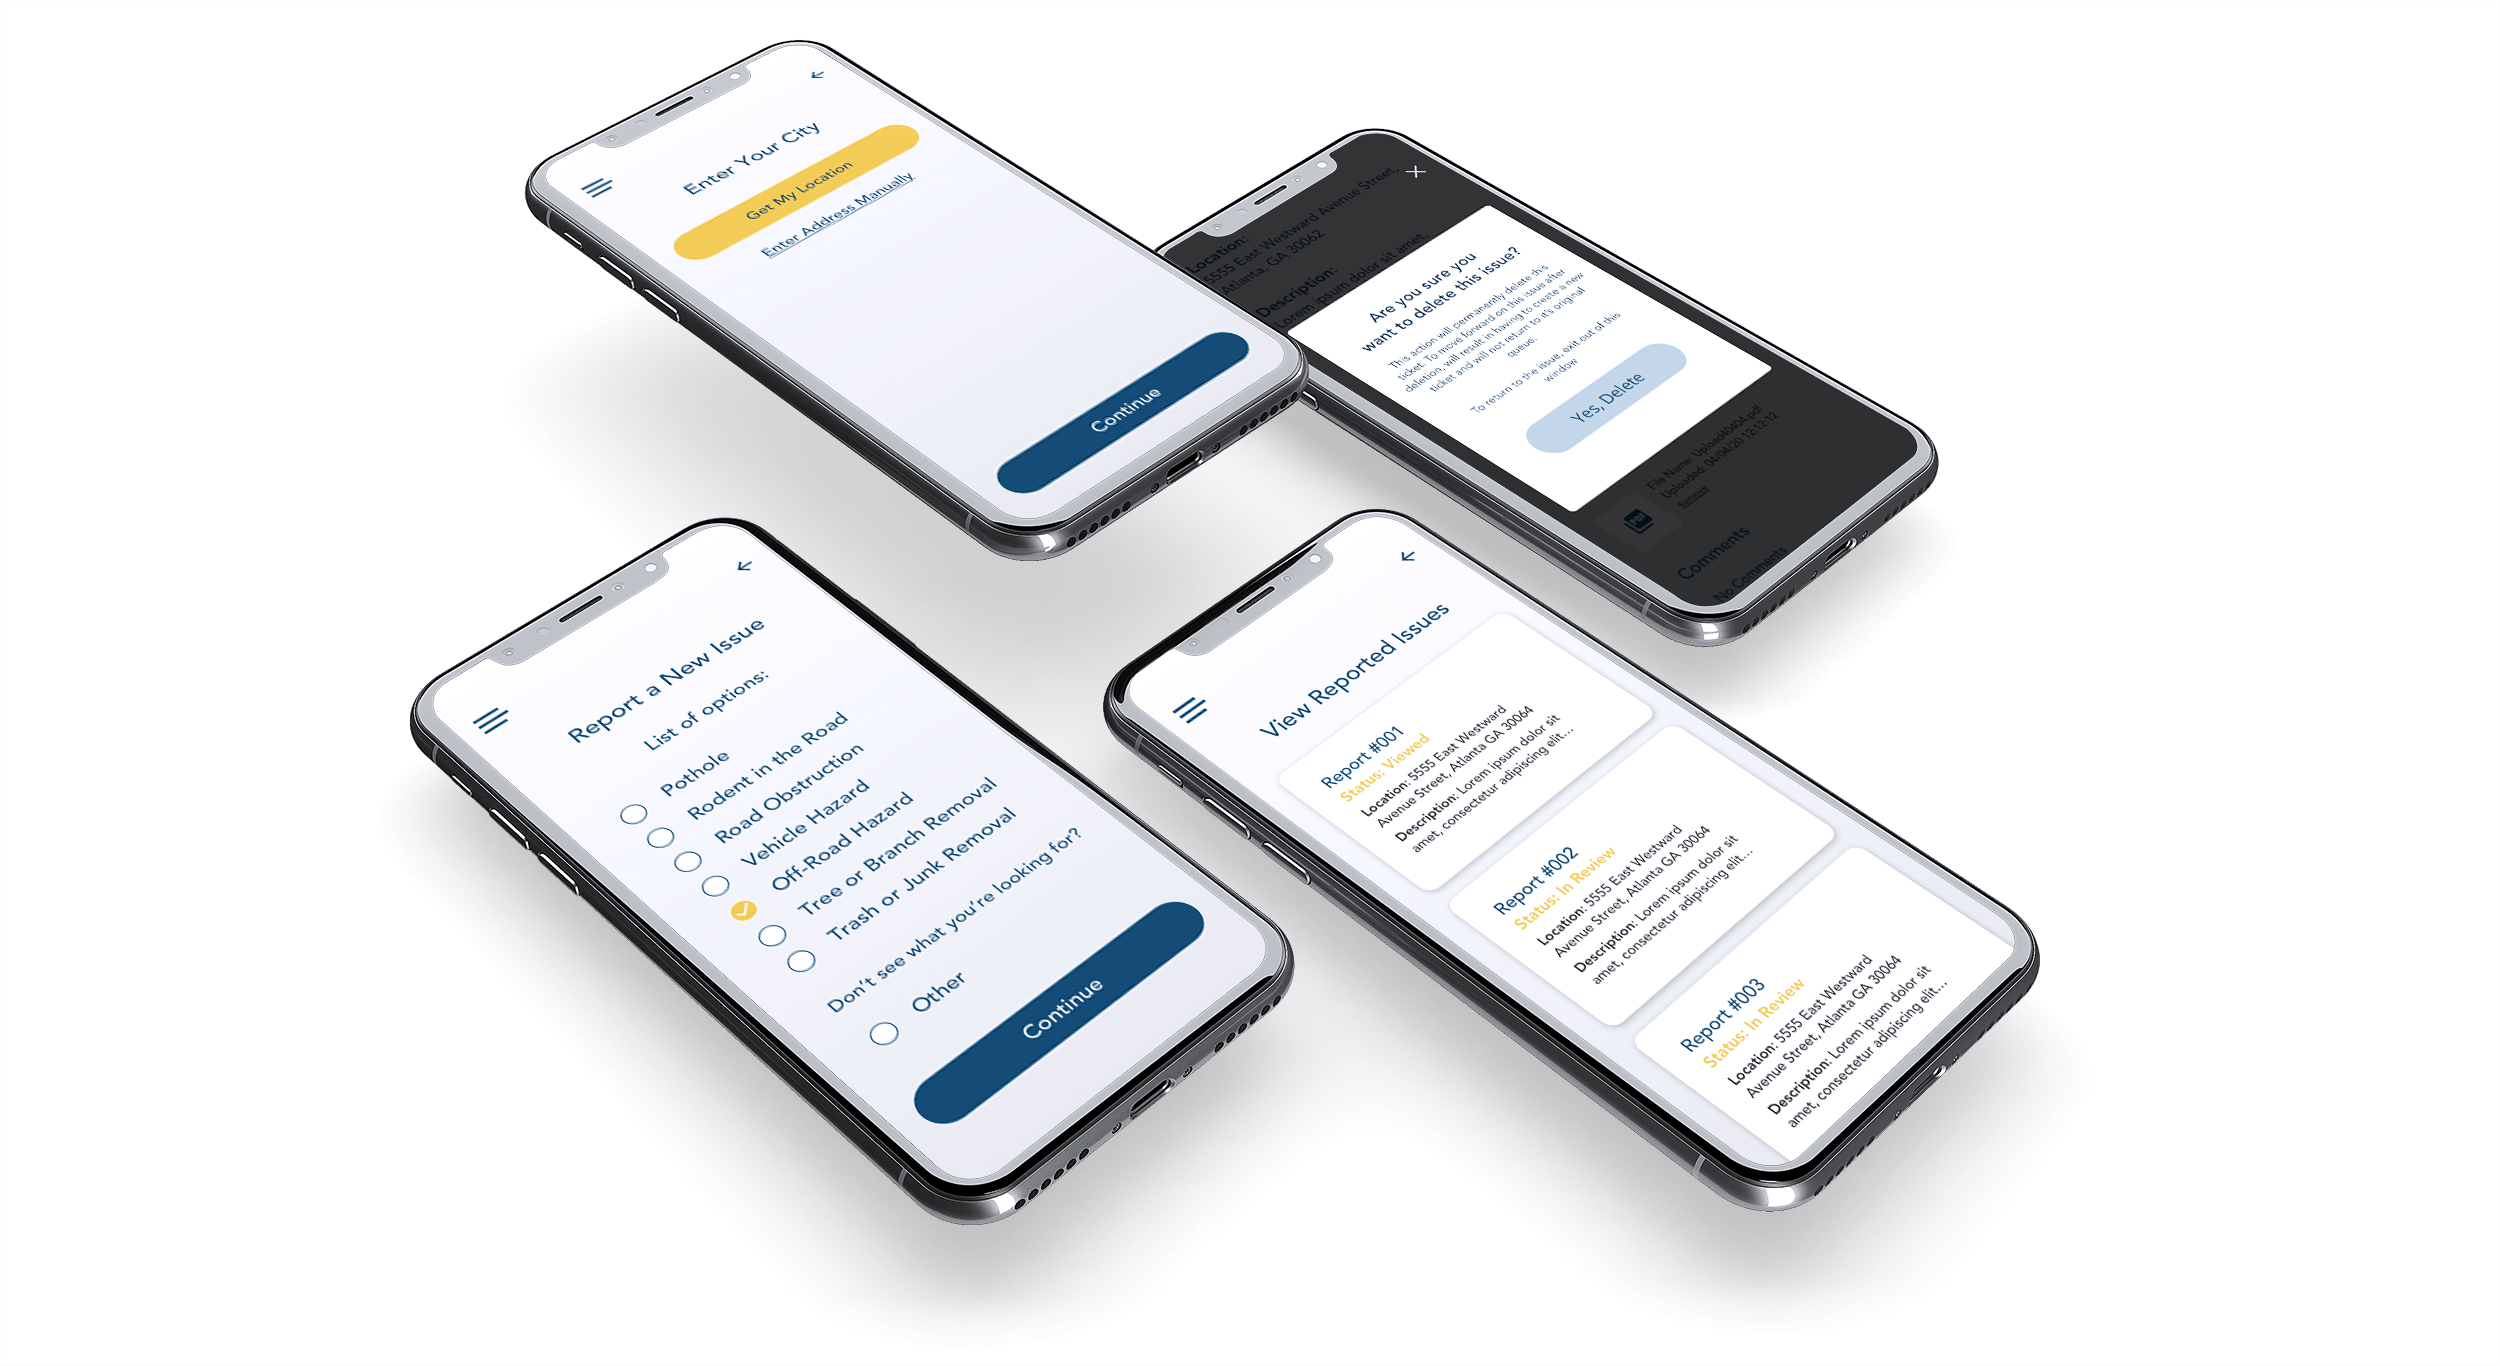 Enter Your City
Get My Location
Enter Address Manually
Continue
Location:
5555 East Westward Avenue Street,
Atlanta, GA 30062
Description:
Lorem ipsum dolor sit amet,
Are you sure you
want to delete this issue?
This action will permanently delete this
ticket. To move forward on this issue after
deletion, will result in having to create a new
ticket and will not return to it's original
queue.
To return to the issue, exit out of this
window
Yes, Delete
File Name: Upload40404.pdf
Uploaded: 04/04/20 12:12:12
Remove
Comments
No Comments
Report a New Issue
List of options:
Pothole
Rodent in the Road
Road Obstruction
Vehicle Hazard
Off-Road Hazard
Tree or Branch Removal
Trash or Junk Removal
Don't see what you're looking for?
Other
Continue
View Reported Issues
Report #001
Status: Viewed
Location: 5555 East Westward
Avenue Street, Atlanta GA 30064
Description: Lorem ipsum dolor sit
amet, consectetur adipiscing elit...
Report #002
Status: In Review
Location: 5555 East Westward
Avenue Street, Atlanta GA 30064
Description: Lorem ipsum dolor sit
amet, consectetur adipiscing elit...
Report #003
Status: In Review
Location: 5555 East Westward
Avenue Street, Atlanta GA 30064
Description: Lorem ipsum dolor sit
amet, consectetur adipiscing elit...